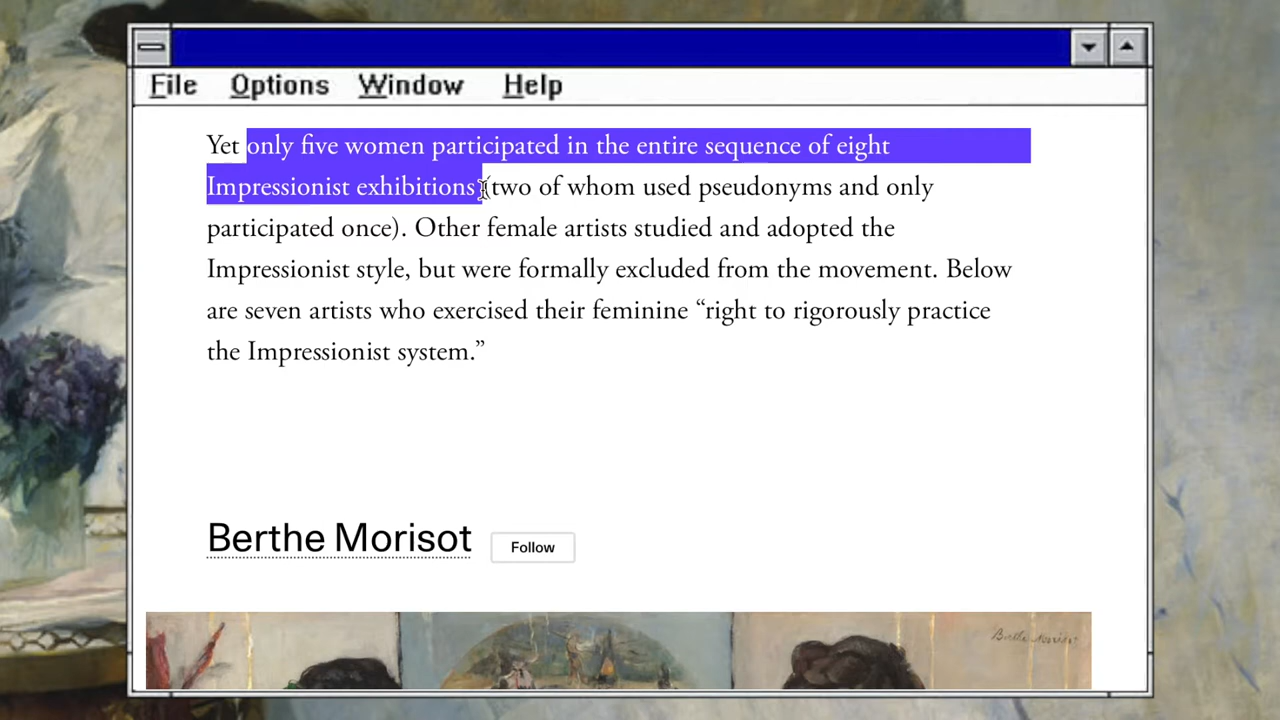 File Options Window Help
Yet only five women participated in the entire sequence of eight
Impressionist exhibitions (two of whom used pseudonyms and only
participated once). Other female artists studied and adopted the
Impressionist style, but were formally excluded from the movement. Below
are seven artists who exercised their feminine “right to rigorously practice
the Impressionist system.”
Berthe Morisot Follow
Berthe Morisot